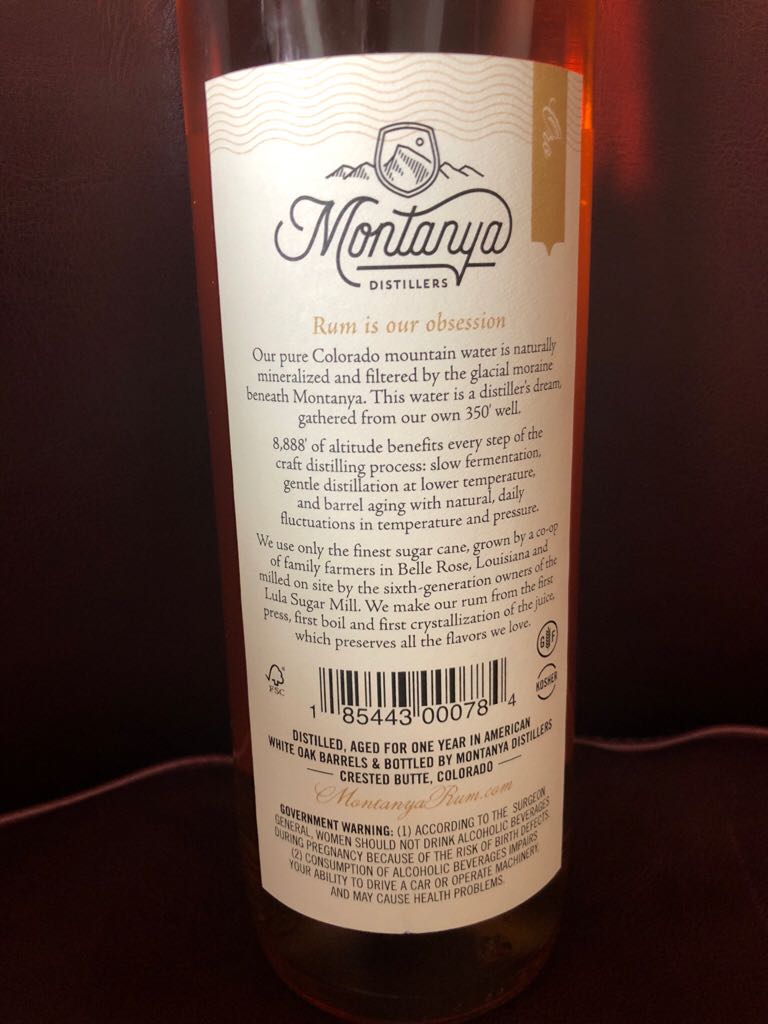 Oro
Montanya
DISTILLERS
Rum is our obsession
Our pure Colorado mountain water is naturally
mineralized and filtered by the glacial moraine
beneath Montanya. This water is a distiller's dream,
gathered from our own 350' well.
8,888' of altitude benefits every step of the
craft distilling process: slow fermentation,
gentle distillation at lower temperature,
and barrel aging with natural, daily
fluctuations in temperature and pressure.
We use only the finest sugar cane, grown by a co-op
of family farmers in Belle Rose, Louisiana and
milled on site by the sixth-generation owners of the
Lula Sugar Mill. We make our rum from the first
press, first boil and first crystallization of the juice,
which preserves all the flavors we love.
GF
FSC
KOSHER
1 85443 00078 4
DISTILLED, AGED FOR ONE YEAR IN AMERICAN
WHITE OAK BARRELS & BOTTLED BY MONTANYA DISTILLERS
CRESTED BUTTE, COLORADO
MontanyaRum.com
GOVERNMENT WARNING: (1) ACCORDING TO THE SURGEON
GENERAL, WOMEN SHOULD NOT DRINK ALCOHOLIC BEVERAGES
DURING PREGNANCY BECAUSE OF THE RISK OF BIRTH DEFECTS.
(2) CONSUMPTION OF ALCOHOLIC BEVERAGES IMPAIRS
YOUR ABILITY TO DRIVE A CAR OR OPERATE MACHINERY,
AND MAY CAUSE HEALTH PROBLEMS.